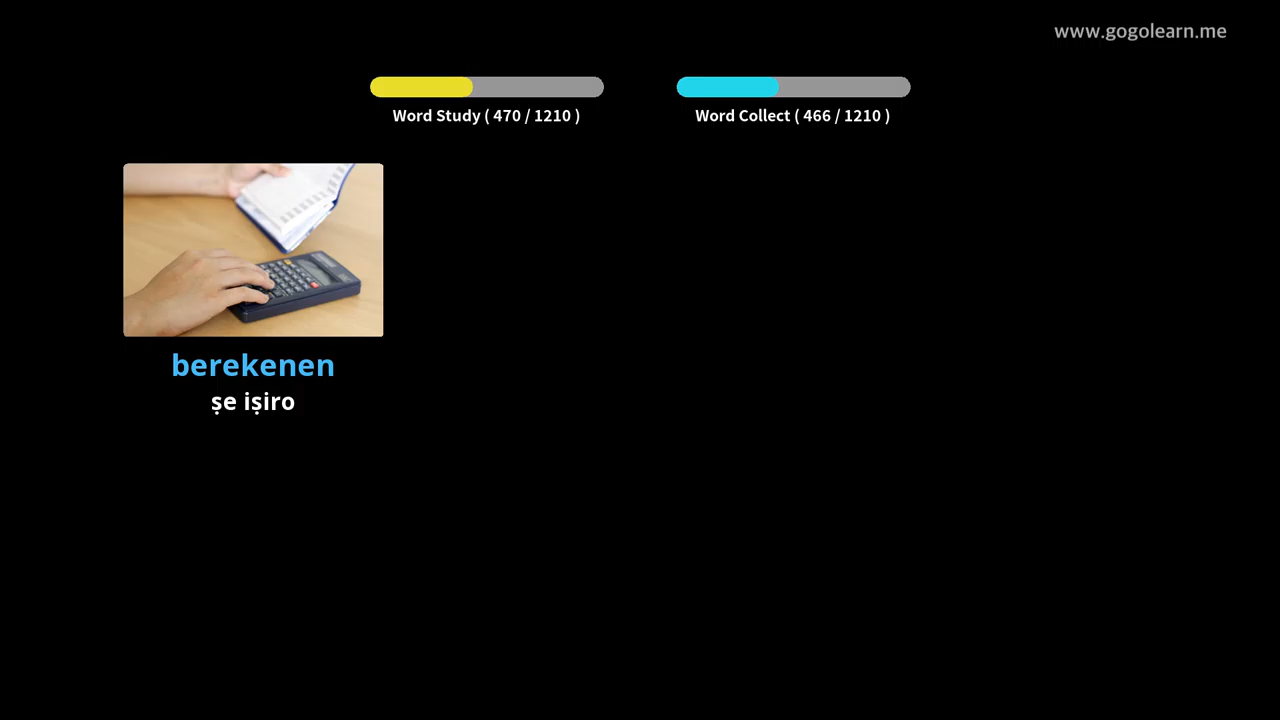 www.gogolearn.me
Word Study ( 470 / 1210 )
Word Collect ( 466 / 1210 )
berekenen
ṣe iṣiro